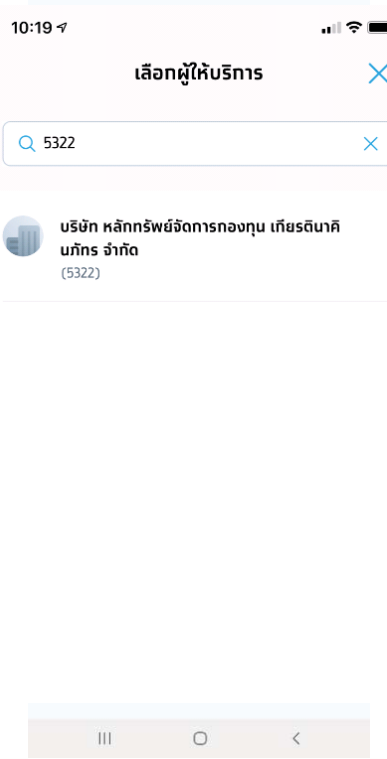 10:19
เลือกผู้ให้บริการ
5322
บริษัท หลักทรัพย์จัดการกองทุน เกียรตินาคิ
นภัทร จำกัด
(5322)